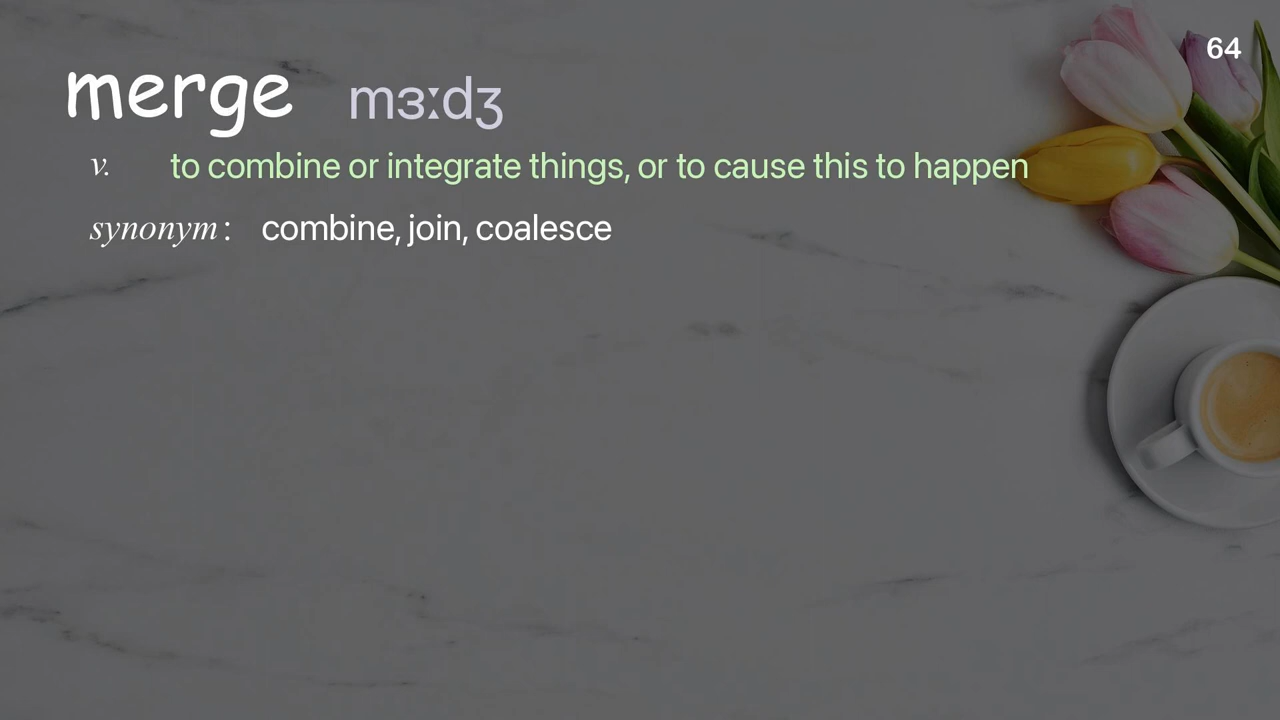 64
merge mɜːdʒ
v. to combine or integrate things, or to cause this to happen
synonym : combine, join, coalesce